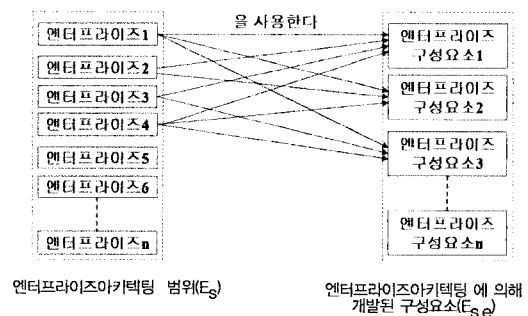 을 사용한다
엔터프라이즈1
엔터프라이즈2
엔터프라이즈3
엔터프라이즈4
엔터프라이즈5
엔터프라이즈6
엔터프라이즈n
엔터프라이즈
구성요소1
엔터프라이즈
구성요소2
엔터프라이즈
구성요소3
엔터프라이즈
구성요소n
엔터프라이즈아키텍팅 범위(ES)
엔터프라이즈아키텍팅 에 의해
개발된 구성요소(ES,e)